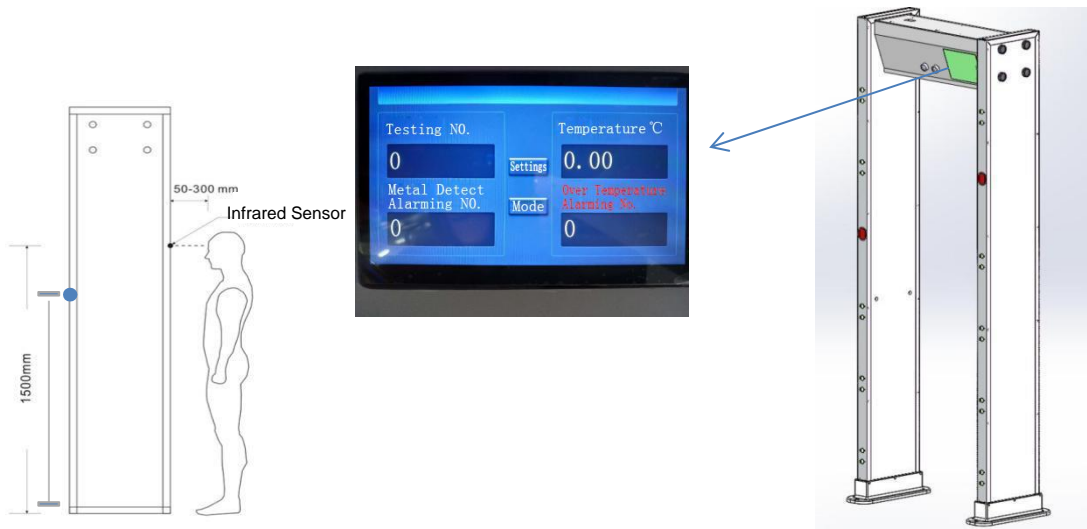 50-300 mm
Infrared Sensor
1500mm
Testing NO.
0
Metal Detect
Alarming NO.
0
Settings
Mode
Temperature℃
0.00
Over Temperature
Alarming No.
0